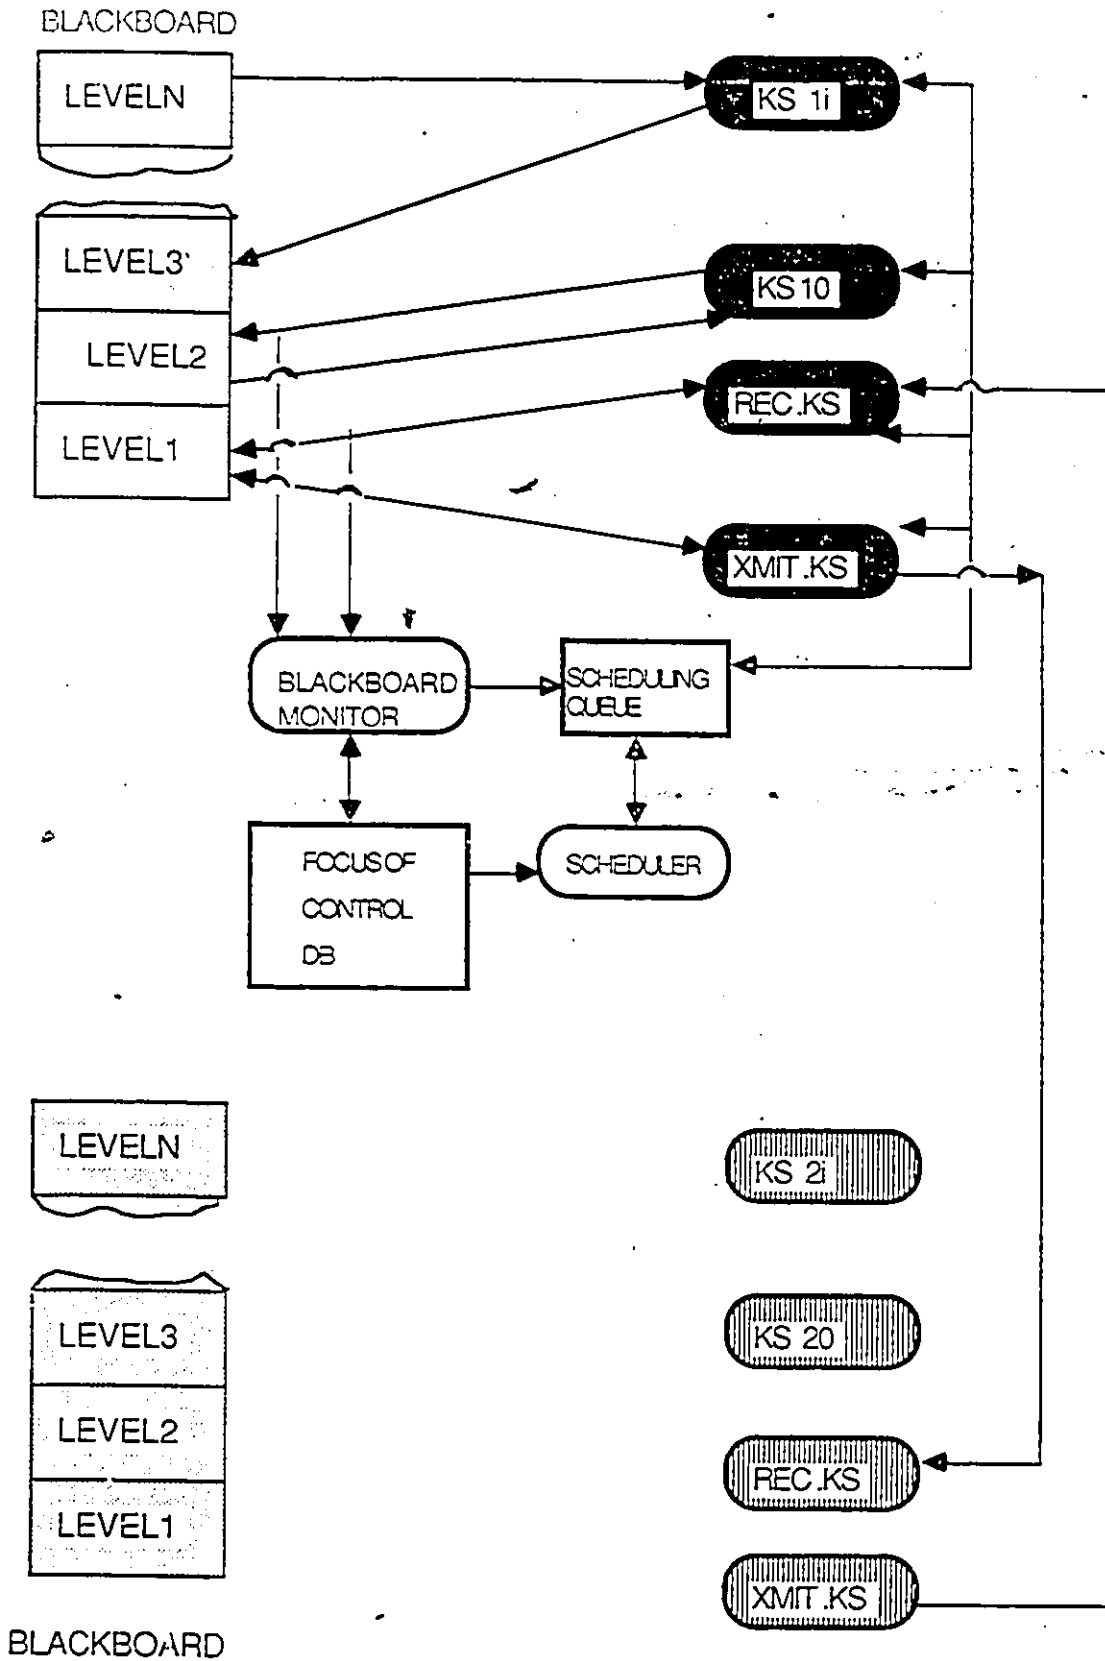 BLACKBOARD
LEVELN
KS 1i
LEVEL3
KS 10
LEVEL2
REC.KS
LEVEL1
XMIT.KS
BLACKBOARD
MONITOR
SCHEDULING
QUEUE
FOCUS OF
CONTROL
DB
SCHEDULER
LEVELN
KS 2i
LEVEL3
KS 20
LEVEL2
REC.KS
LEVEL1
XMIT.KS
BLACKBOARD